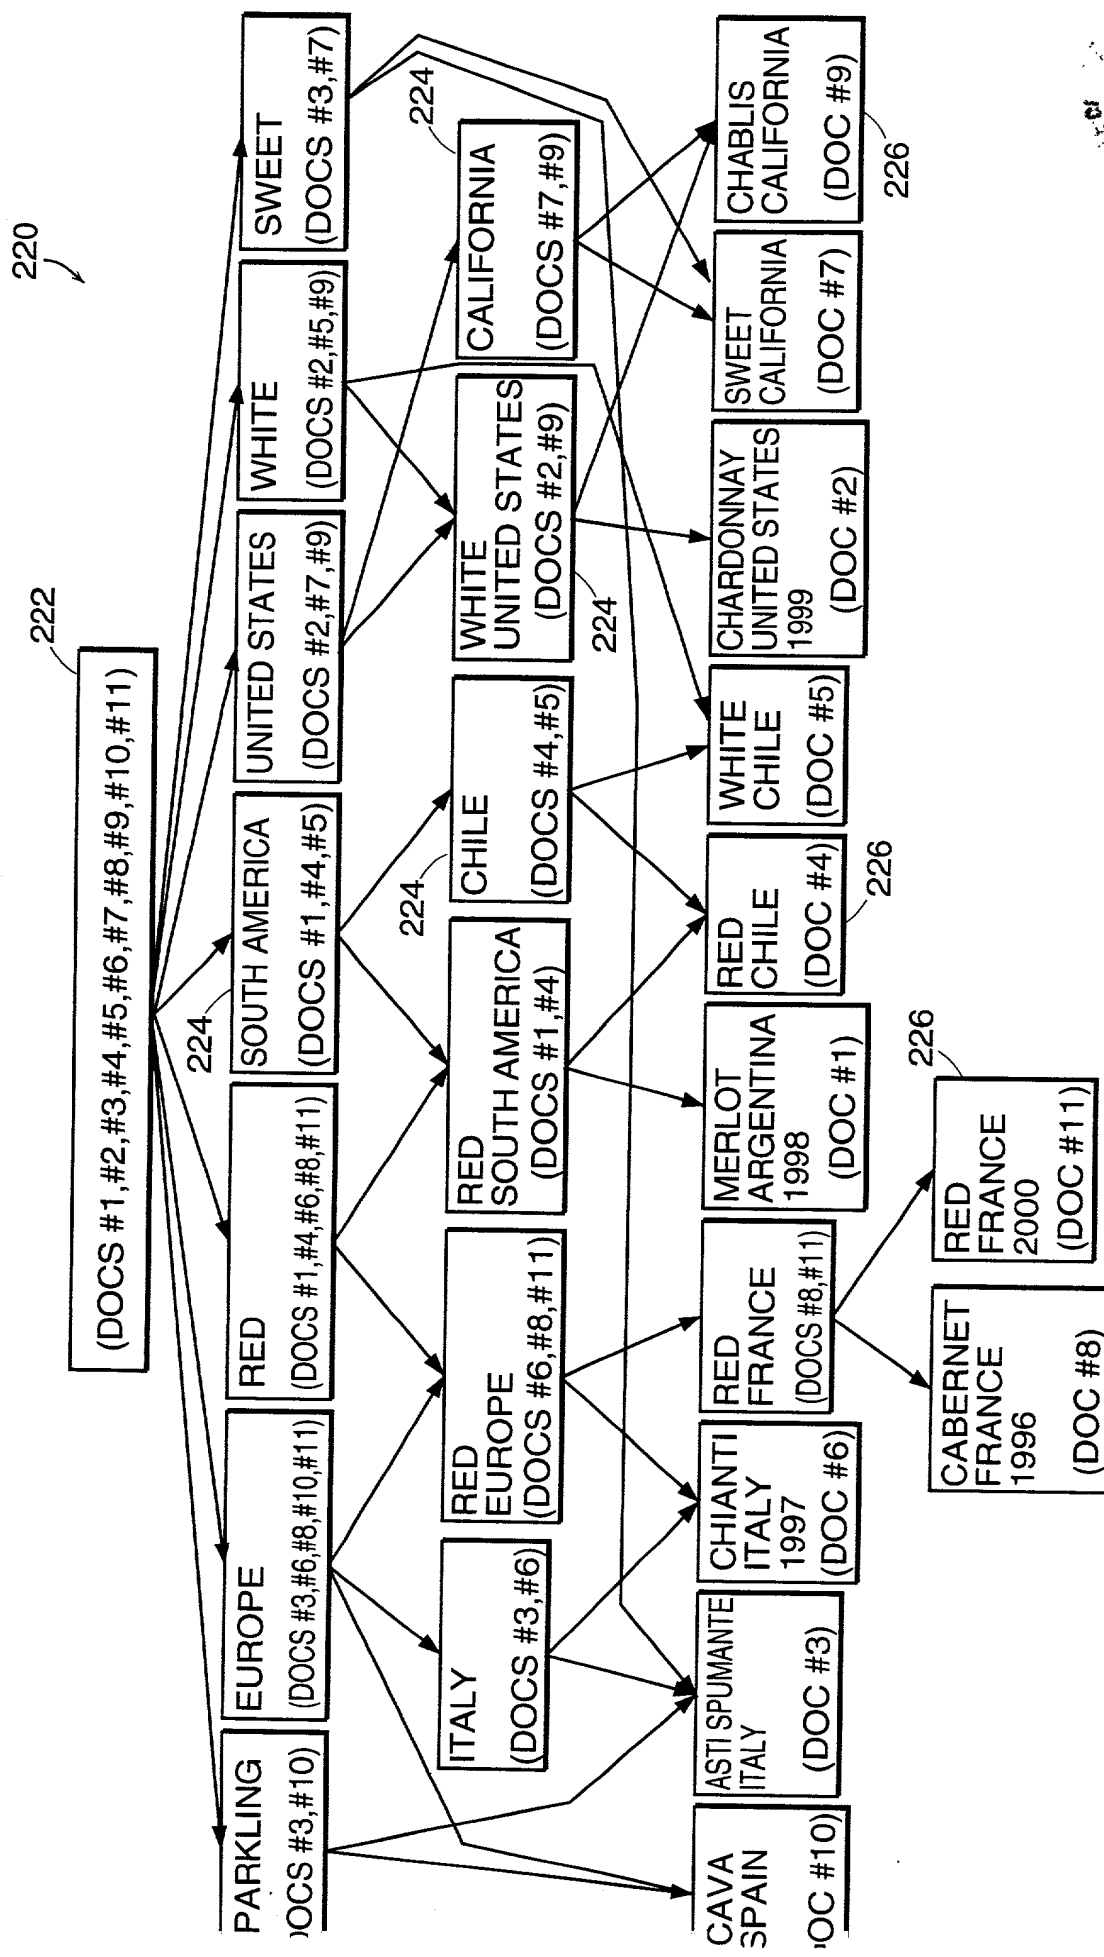 220
222
(DOCS #1,#2,#3,#4,#5,#6,#7,#8,#9,#10,#11)
PARKLING
DOCS #3,#10)
EUROPE
(DOCS #3,#6,#8,#10,#11)
RED
(DOCS #1,#4,#6,#8,#11)
224
SOUTH AMERICA
(DOCS #1,#4,#5)
UNITED STATES
(DOCS #2,#7,#9)
WHITE
(DOCS #2,#5,#9)
SWEET
(DOCS #3,#7)
ITALY
(DOCS #3,#6)
RED
EUROPE
(DOCS #6,#8,#11)
RED
SOUTH AMERICA
(DOCS #1,#4)
224
CHILE
(DOCS #4,#5)
WHITE
UNITED STATES
(DOCS #2,#9)
224
224
CALIFORNIA
(DOCS #7,#9)
CAVA
SPAIN
OC #10)
ASTI SPUMANTE
ITALY
(DOC #3)
CHIANTI
ITALY
1997
(DOC #6)
RED
FRANCE
(DOCS #8,#11)
MERLOT
ARGENTINA
1998
(DOC #1)
RED
CHILE
(DOC #4)
226
WHITE
CHILE
(DOC #5)
CHARDONNAY
UNITED STATES
1999
(DOC #2)
SWEET
CALIFORNIA
(DOC #7)
CHABLIS
CALIFORNIA
(DOC #9)
226
CABERNET
FRANCE
1996
(DOC #8)
226
RED
FRANCE
2000
(DOC #11)